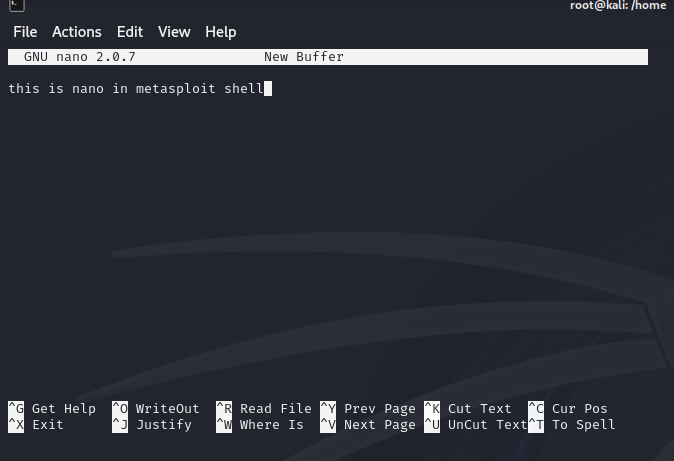 root@kali: /home
File Actions Edit View Help
GNU nano 2.0.7 New Buffer
this is nano in metasploit shell
^G Get Help ^O WriteOut ^R Read File ^Y Prev Page ^K Cut Text ^C Cur Pos
^X Exit ^J Justify ^W Where Is ^V Next Page ^U UnCut Text ^T To Spell